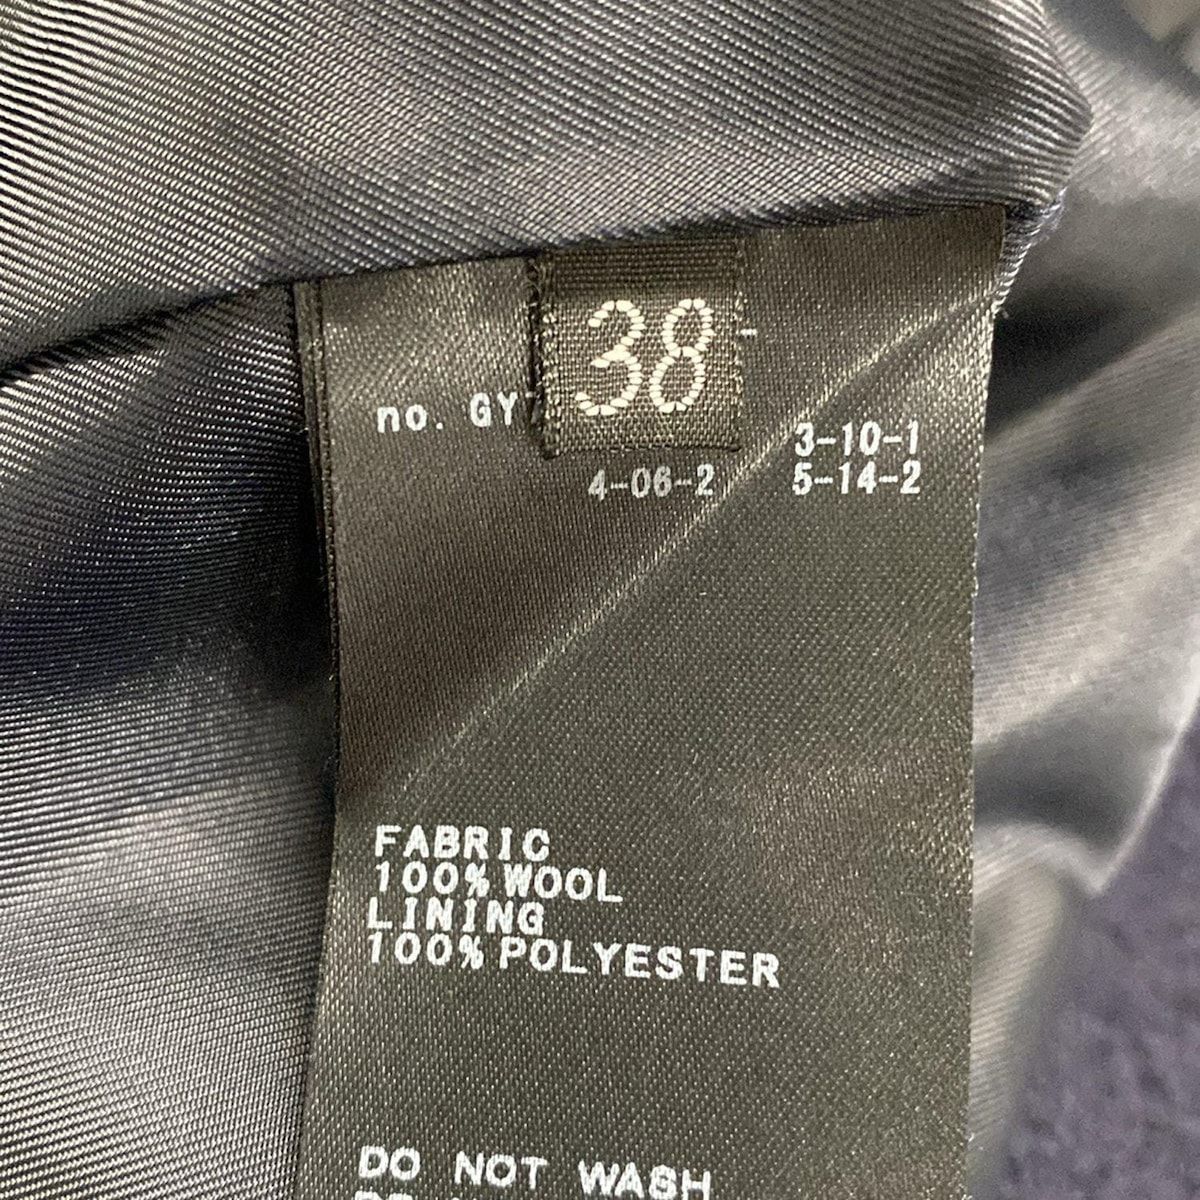 38
no. GY
3-10-1
4-06-2 5-14-2
FABRIC
100% WOOL
LINING
100% POLYESTER
DO NOT WASH